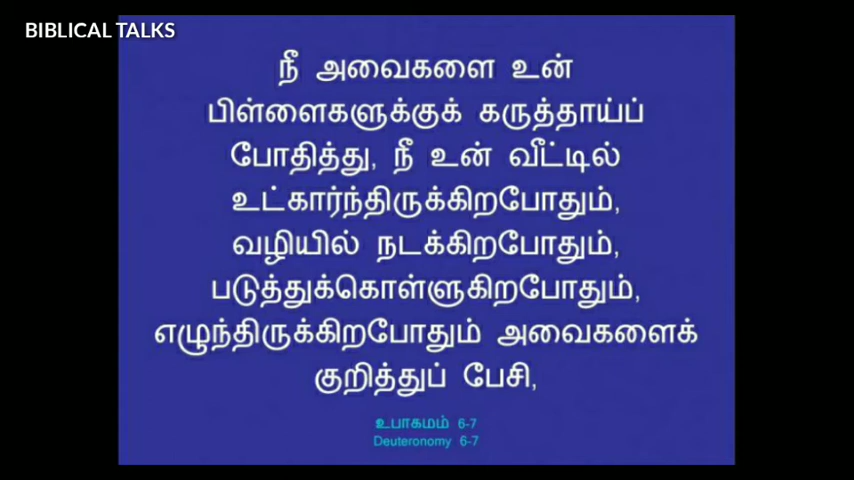 BIBLICAL TALKS
நீ அவைகளை உன்
பிள்ளைகளுக்குக் கருத்தாய்ப்
போதித்து, நீ உன் வீட்டில்
உட்கார்ந்திருக்கிறபோதும்,
வழியில் நடக்கிறபோதும்,
படுத்துக்கொள்ளுகிறபோதும்,
எழுந்திருக்கிறபோதும் அவைகளைக்
குறித்துப் பேசி,
உபாகமம் 6-7
Deuteronomy 6-7